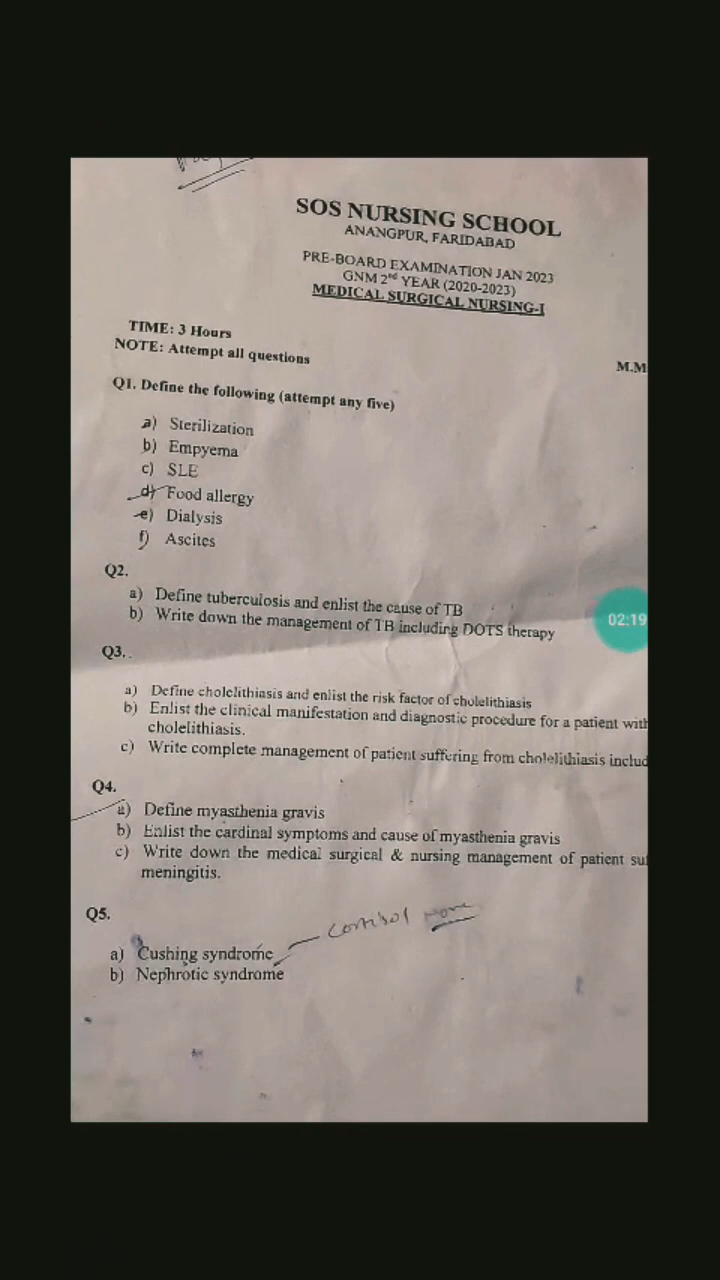 SOS NURSING SCHOOL
ANANGPUR, FARIDABAD
PRE-BOARD EXAMINATION JAN 2023
GNM 2nd YEAR (2020-2023)
MEDICAL SURGICAL NURSING-I
TIME: 3 Hours
NOTE: Attempt all questions
M.M
Q1. Define the following (attempt any five)
a) Sterilization
b) Empyema
c) SLE
d) Food allergy
e) Dialysis
f) Ascites
Q2.
a) Define tuberculosis and enlist the cause of TB
b) Write down the management of TB including DOTS therapy
02:19
Q3..
a) Define cholelithiasis and enlist the risk factor of cholelithiasis
b) Enlist the clinical manifestation and diagnostic procedure for a patient with
cholelithiasis.
c) Write complete management of patient suffering from cholelithiasis includ
Q4.
a) Define myasthenia gravis
b) Enlist the cardinal symptoms and cause of myasthenia gravis
c) Write down the medical surgical & nursing management of patient suf
meningitis.
Q5.
cortisol more
a) Cushing syndrome
b) Nephrotic syndrome